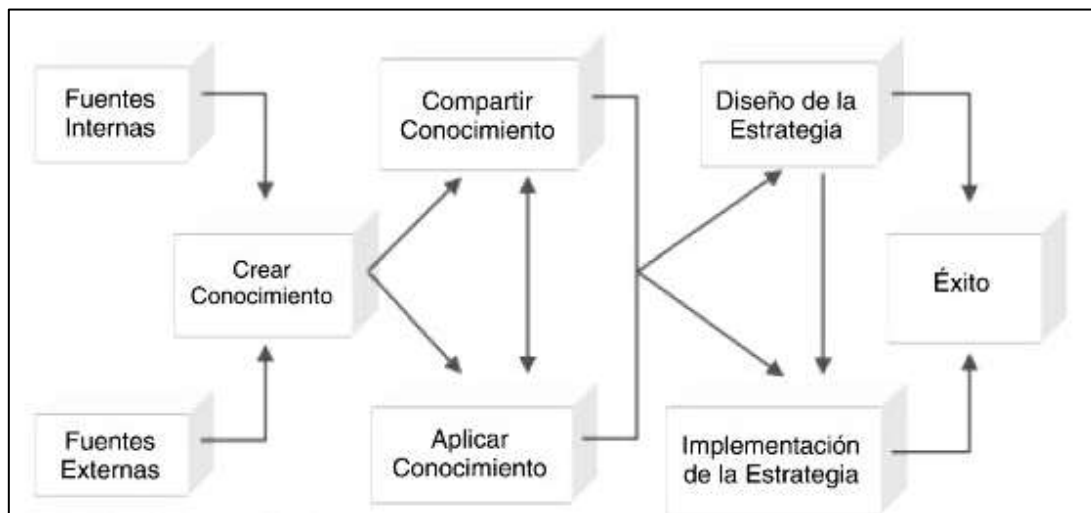 Fuentes
Internas
Compartir
Conocimiento
Diseño de la
Estrategia
Crear
Conocimiento
Éxito
Fuentes
Externas
Aplicar
Conocimiento
Implementación
de la Estrategia